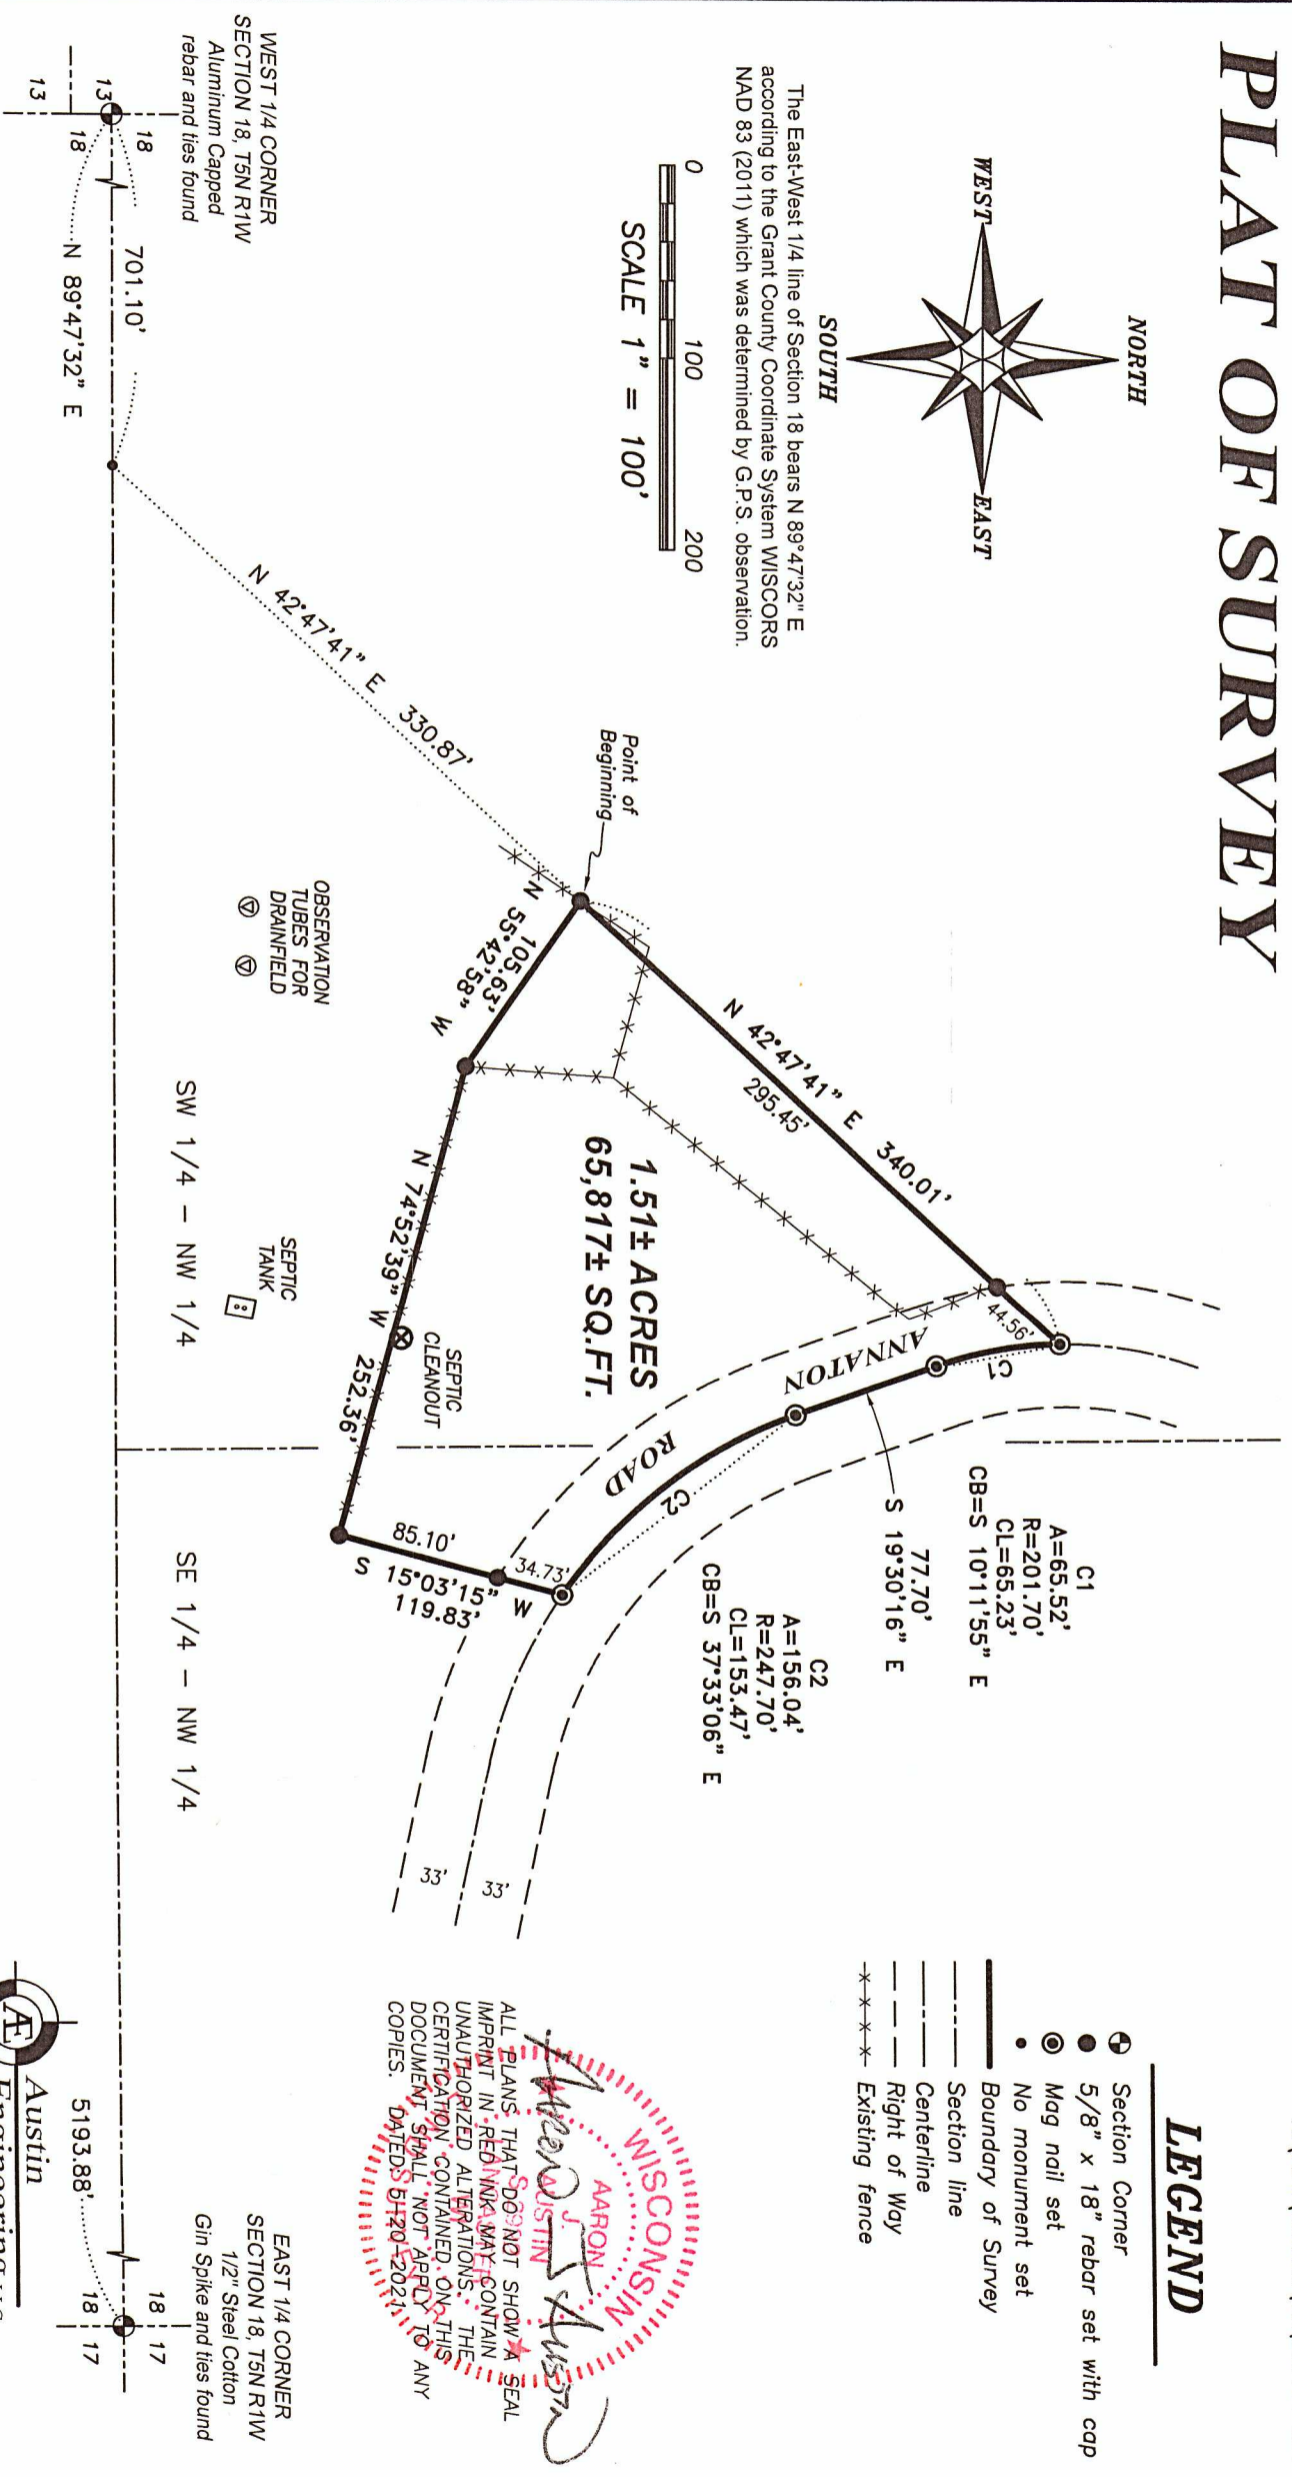 PLAT OF SURVEY
NORTH
WEST
EAST
SOUTH
The East-West 1/4 line of Section 18 bears N 89°47'32" E
according to the Grant County Coordinate System WISCORS
NAD 83 (2011) which was determined by G.P.S. observation.
0 100 200
SCALE 1" = 100'
WEST 1/4 CORNER
SECTION 18, T5N R1W
Aluminum Capped
rebar and ties found
13 18
13 18
701.10'
N 89°47'32" E
N 42°47'41" E 330.87'
Point of
Beginning
N 42°47'41" E 340.01'
295.45'
44.56'
105.63'
N 55°42'58" W
1.51± ACRES
65,817± SQ.FT.
N 74°52'39" W 252.36'
SEPTIC
CLEANOUT
SEPTIC
TANK
OBSERVATION
TUBES FOR
DRAINFIELD
SW 1/4 - NW 1/4
SE 1/4 - NW 1/4
ANNATON
ROAD
C1
C2
85.10'
34.73'
S 15°03'15" W
119.83'
C1
A=65.52'
R=201.70'
CL=65.23'
CB=S 10°11'55" E
77.70'
S 19°30'16" E
C2
A=156.04'
R=247.70'
CL=153.47'
CB=S 37°33'06" E
33'
33'
LEGEND
Section Corner
5/8" x 18" rebar set with cap
Mag nail set
No monument set
Boundary of Survey
Section line
Centerline
Right of Way
Existing fence
WISCONSIN
AARON
J.
AUSTIN
Aaron J Austin
ALL PLANS THAT DO NOT SHOW A SEAL
IMPRINT IN RED INK MAY CONTAIN
UNAUTHORIZED ALTERATIONS. THE
CERTIFICATION CONTAINED ON THIS
DOCUMENT SHALL NOT APPLY TO ANY
COPIES. DATED 5-20-2021
EAST 1/4 CORNER
SECTION 18, T5N R1W
1/2" Steel Cotton
Gin Spike and ties found
18 17
18 17
5193.88'
Æ
Austin